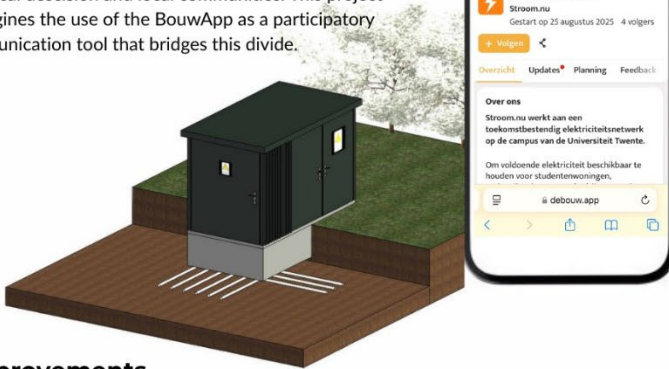 gines the use of the BouwApp as a participatory
unication tool that bridges this divide.
Stroom.nu
Gestart op 25 augustus 2025 4 volgers
+ Volgen
Overzicht Updates Planning Feedback
Over ons
Stroom.nu werkt aan een
toekomstbestendig elektriciteitsnetwerk
op de campus van de Universiteit Twente.
Om voldoende elektriciteit beschikbaar te
houden voor studentenwoningen,
debouw.app